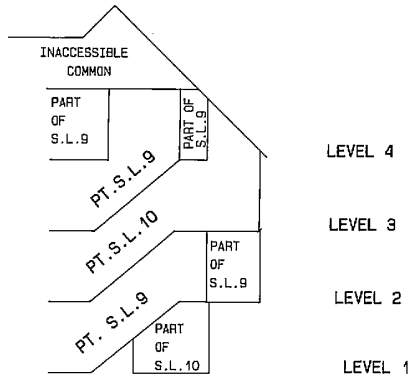 INACCESSIBLE
COMMON
PART
OF
S.L.9
PART OF
S.L.9
PT.S.L.9
LEVEL 4
PT.S.L.10
LEVEL 3
PART
OF
S.L.9
PT. S.L.9
LEVEL 2
PART
OF
S.L.10
LEVEL 1